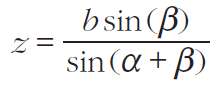 z = b sin (β) / sin (α + β)